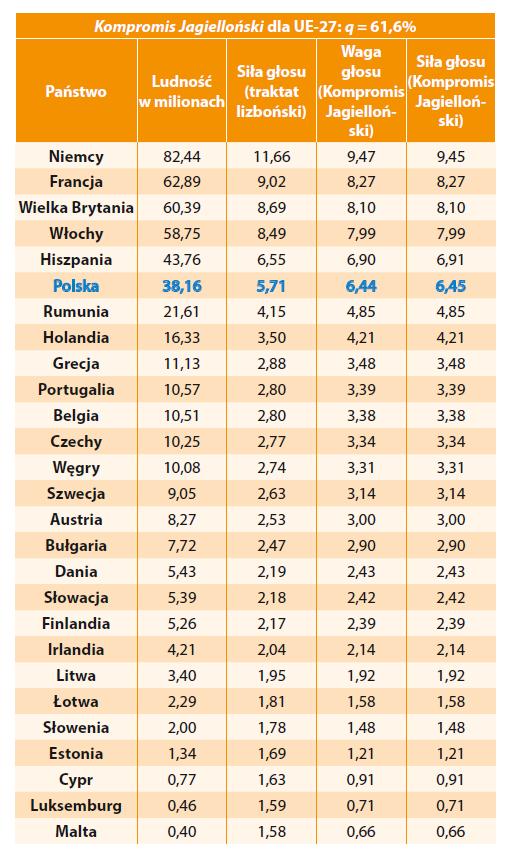 Kompromis Jagielloński dla UE-27: q = 61,6%
Państwo | Ludność w milionach | Siła głosu (traktat lizboński) | Waga głosu (Kompromis Jagielloń-ski) | Siła głosu (Kompromis Jagielloń-ski)
Niemcy 82,44 11,66 9,47 9,45
Francja 62,89 9,02 8,27 8,27
Wielka Brytania 60,39 8,69 8,10 8,10
Włochy 58,75 8,49 7,99 7,99
Hiszpania 43,76 6,55 6,90 6,91
Polska 38,16 5,71 6,44 6,45
Rumunia 21,61 4,15 4,85 4,85
Holandia 16,33 3,50 4,21 4,21
Grecja 11,13 2,88 3,48 3,48
Portugalia 10,57 2,80 3,39 3,39
Belgia 10,51 2,80 3,38 3,38
Czechy 10,25 2,77 3,34 3,34
Węgry 10,08 2,74 3,31 3,31
Szwecja 9,05 2,63 3,14 3,14
Austria 8,27 2,53 3,00 3,00
Bułgaria 7,72 2,47 2,90 2,90
Dania 5,43 2,19 2,43 2,43
Słowacja 5,39 2,18 2,42 2,42
Finlandia 5,26 2,17 2,39 2,39
Irlandia 4,21 2,04 2,14 2,14
Litwa 3,40 1,95 1,92 1,92
Łotwa 2,29 1,81 1,58 1,58
Słowenia 2,00 1,78 1,48 1,48
Estonia 1,34 1,69 1,21 1,21
Cypr 0,77 1,63 0,91 0,91
Luksemburg 0,46 1,59 0,71 0,71
Malta 0,40 1,58 0,66 0,66